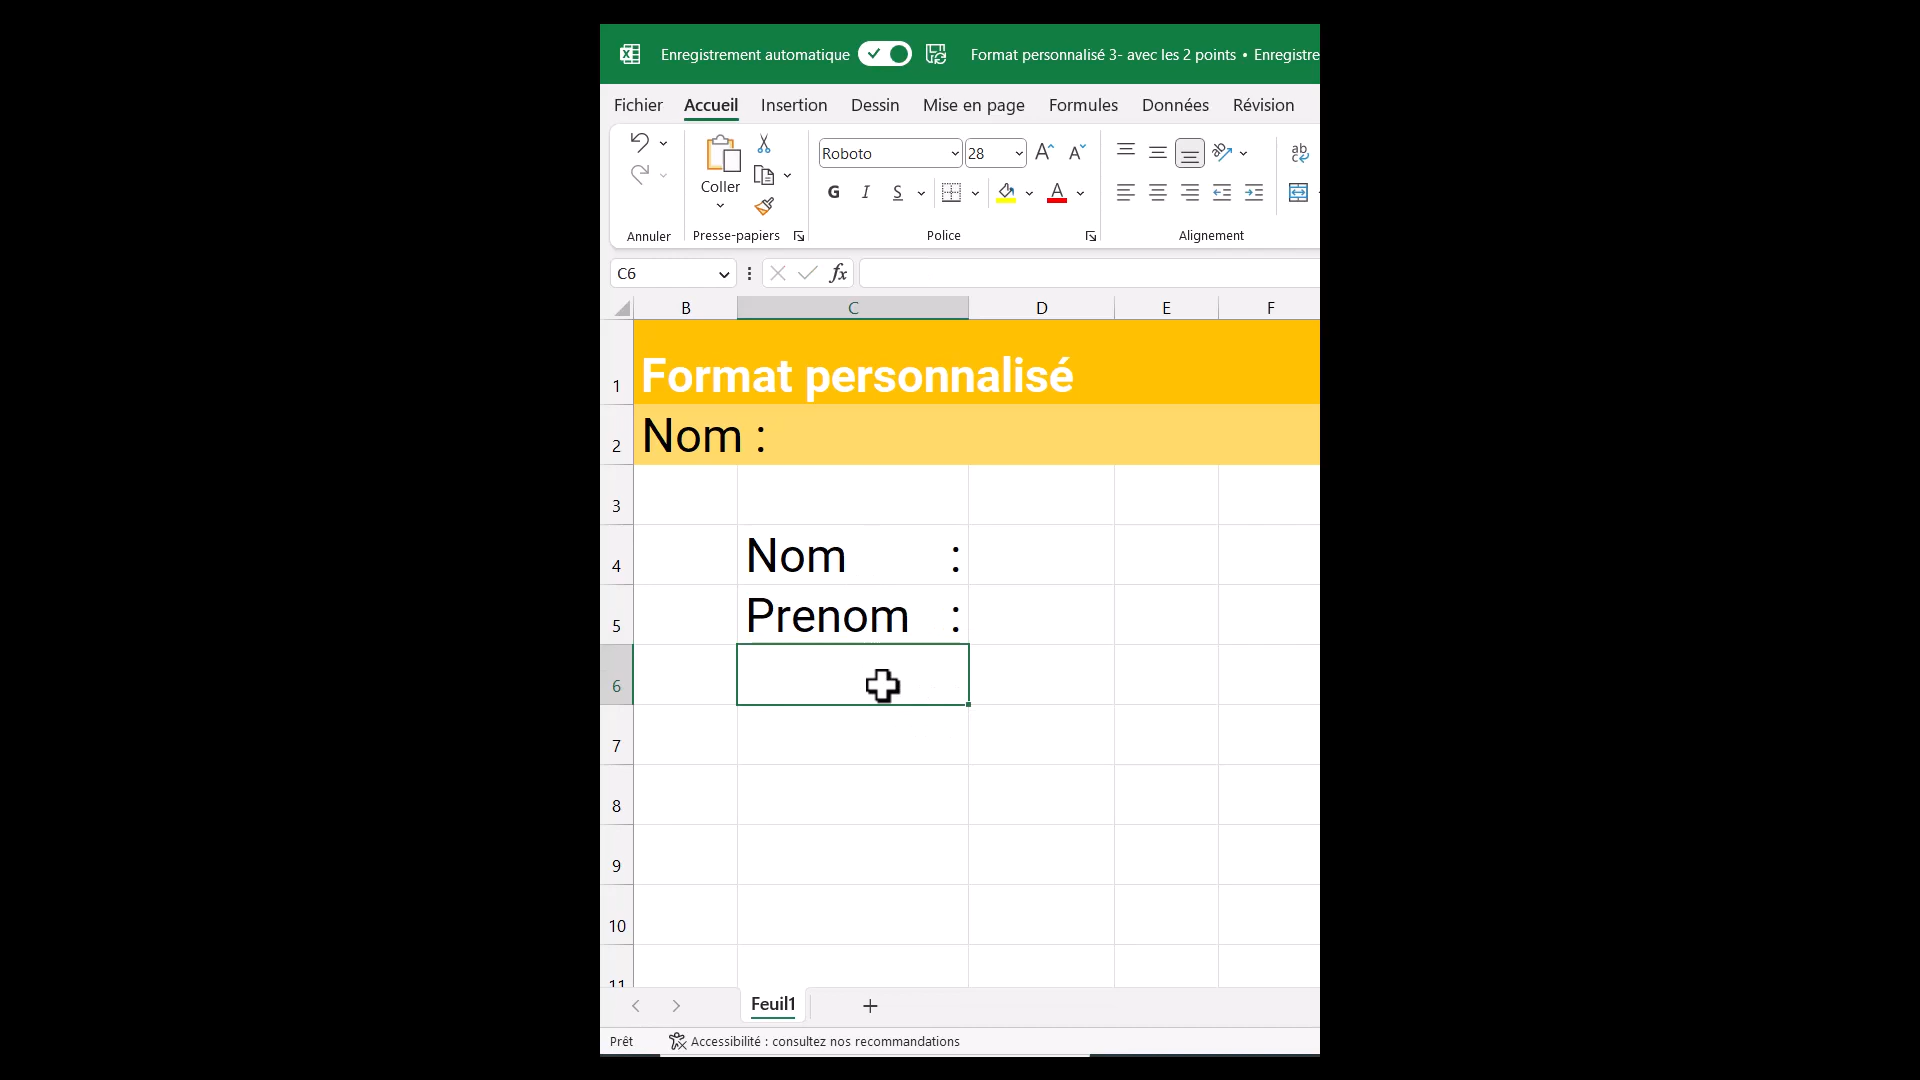 Enregistrement automatique Format personnalisé 3- avec les 2 points • Enregistre
Fichier Accueil Insertion Dessin Mise en page Formules Données Révision
Roboto 28
Coller
G I S A
Annuler Presse-papiers Police Alignement
C6 fx
B C D E F
1 Format personnalisé
2 Nom :
3
4 Nom :
5 Prenom :
6
7
8
9
10
11
Feuil1
Prêt Accessibilité : consultez nos recommandations